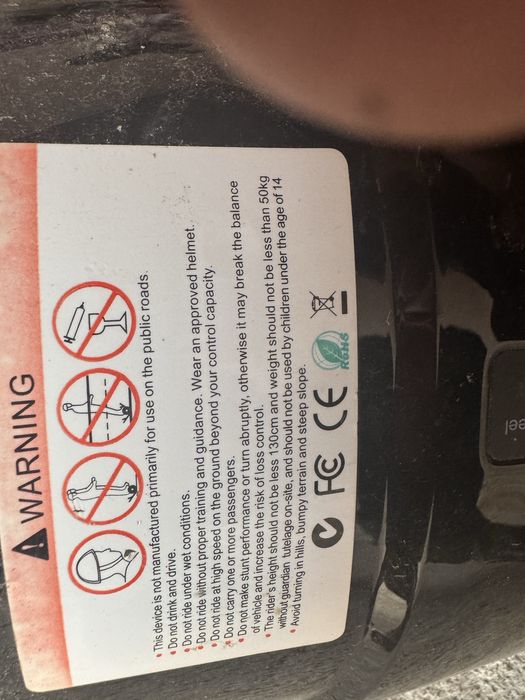 WARNING
• This device is not manufactured primarily for use on the public roads.
• Do not drink and drive.
• Do not ride under wet conditions.
• Do not ride without proper training and guidance. Wear an approved helmet.
• Do not ride at high speed on the ground beyond your control capacity.
• Do not carry one or more passengers.
• Do not make stunt performance or turn abruptly, otherwise it may break the balance
of vehicle and increase the risk of loss control.
• The rider's height should not be less 130cm and weight should not be less than 50kg
without guardian tutelage on-site, and should not be used by children under the age of 14
• Avoid turning in hills, bumpy terrain and steep slope.
FC CE RoHS
eel